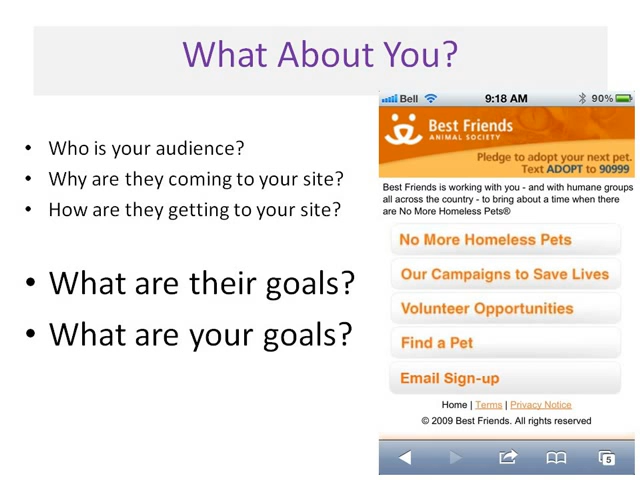 What About You?
• Who is your audience?
• Why are they coming to your site?
• How are they getting to your site?
• What are their goals?
• What are your goals?
Bell 9:18 AM 90%
Best Friends
ANIMAL SOCIETY
Pledge to adopt your next pet.
Text ADOPT to 90999
Best Friends is working with you - and with humane groups
all across the country - to bring about a time when there
are No More Homeless Pets®
No More Homeless Pets
Our Campaigns to Save Lives
Volunteer Opportunities
Find a Pet
Email Sign-up
Home | Terms | Privacy Notice
© 2009 Best Friends. All rights reserved
5